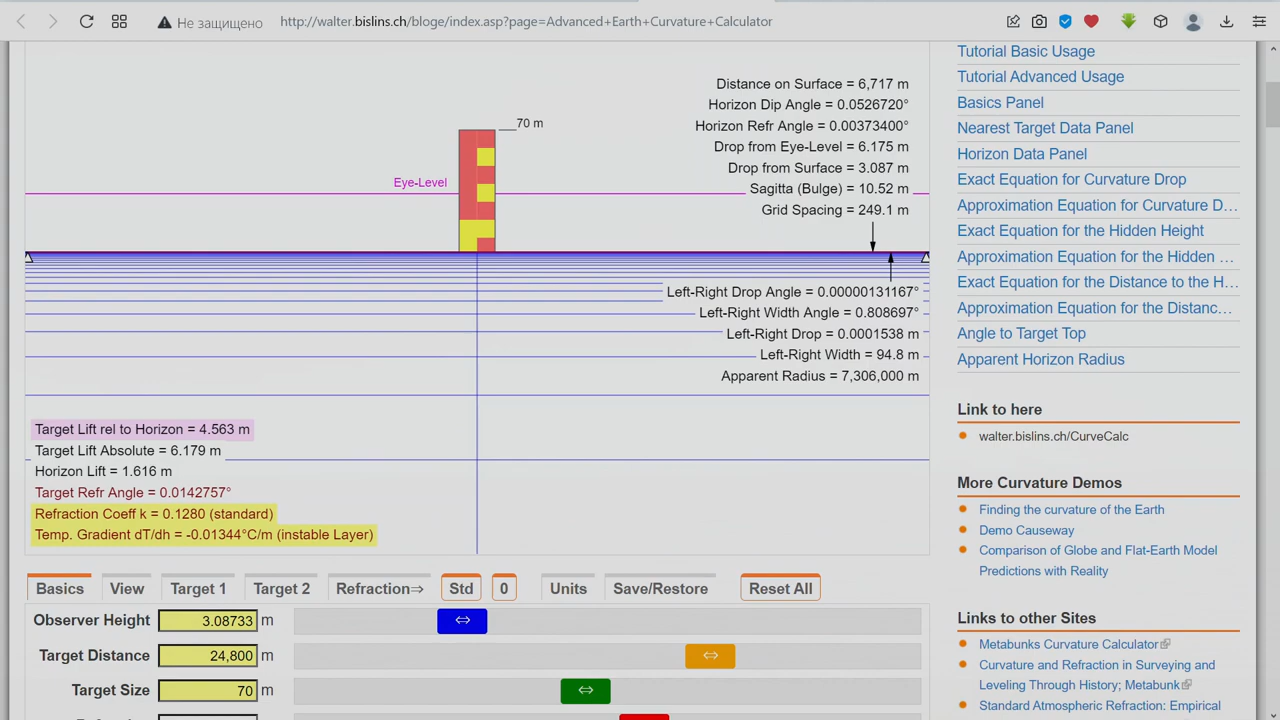 Не защищено
http://walter.bislins.ch/bloge/index.asp?page=Advanced+Earth+Curvature+Calculator
Distance on Surface = 6,717 m
Horizon Dip Angle = 0.0526720°
Horizon Refr Angle = 0.00373400°
Drop from Eye-Level = 6.175 m
Drop from Surface = 3.087 m
Sagitta (Bulge) = 10.52 m
Grid Spacing = 249.1 m
70 m
Eye-Level
Left-Right Drop Angle = 0.00000131167°
Left-Right Width Angle = 0.808697°
Left-Right Drop = 0.0001538 m
Left-Right Width = 94.8 m
Apparent Radius = 7,306,000 m
Target Lift rel to Horizon = 4.563 m
Target Lift Absolute = 6.179 m
Horizon Lift = 1.616 m
Target Refr Angle = 0.0142757°
Refraction Coeff k = 0.1280 (standard)
Temp. Gradient dT/dh = -0.01344°C/m (instable Layer)
Basics View Target 1 Target 2 Refraction⇒ Std 0 Units Save/Restore Reset All
Observer Height 3.08733 m
Target Distance 24,800 m
Target Size 70 m
Tutorial Basic Usage
Tutorial Advanced Usage
Basics Panel
Nearest Target Data Panel
Horizon Data Panel
Exact Equation for Curvature Drop
Approximation Equation for Curvature D...
Exact Equation for the Hidden Height
Approximation Equation for the Hidden ...
Exact Equation for the Distance to the H...
Approximation Equation for the Distanc...
Angle to Target Top
Apparent Horizon Radius
Link to here
walter.bislins.ch/CurveCalc
More Curvature Demos
Finding the curvature of the Earth
Demo Causeway
Comparison of Globe and Flat-Earth Model
Predictions with Reality
Links to other Sites
Metabunks Curvature Calculator
Curvature and Refraction in Surveying and
Leveling Through History; Metabunk
Standard Atmospheric Refraction: Empirical